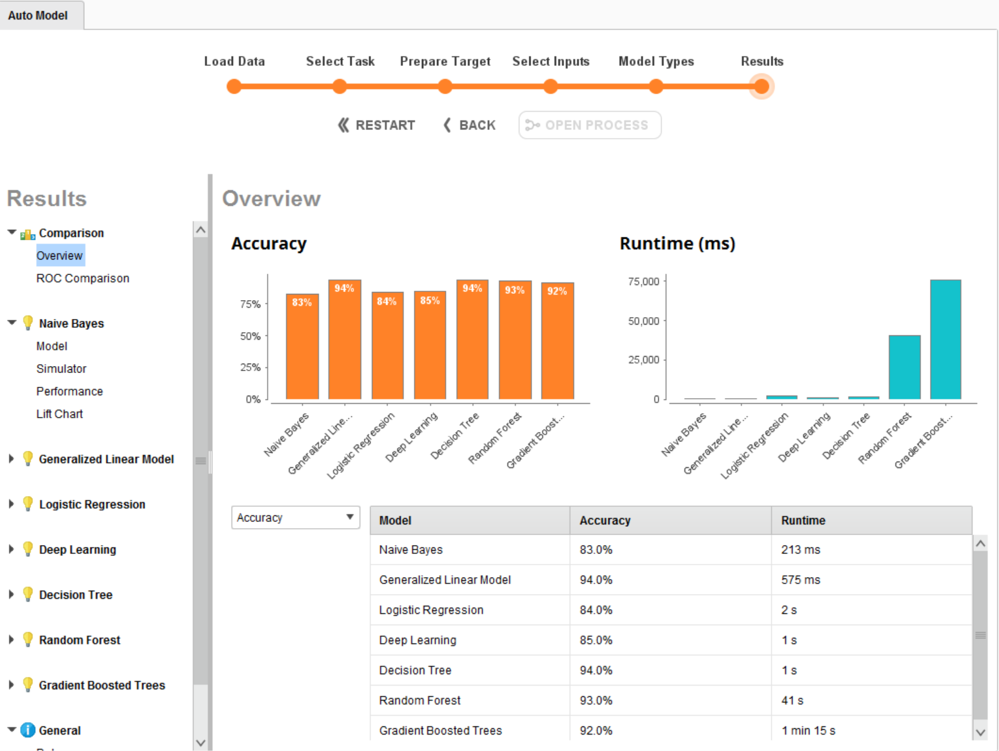 Auto Model
Load Data Select Task Prepare Target Select Inputs Model Types Results
RESTART BACK OPEN PROCESS
Results
Comparison
Overview
ROC Comparison
Naive Bayes
Model
Simulator
Performance
Lift Chart
Generalized Linear Model
Logistic Regression
Deep Learning
Decision Tree
Random Forest
Gradient Boosted Trees
General
Overview
Accuracy
75%
50%
25%
0%
83% 94% 84% 85% 94% 93% 92%
Naive Bayes
Generalized Line...
Logistic Regression
Deep Learning
Decision Tree
Random Forest
Gradient Boost...
Runtime (ms)
75,000
50,000
25,000
0
Naive Bayes
Generalized Line...
Logistic Regression
Deep Learning
Decision Tree
Random Forest
Gradient Boost...
Accuracy
Model Accuracy Runtime
Naive Bayes 83.0% 213 ms
Generalized Linear Model 94.0% 575 ms
Logistic Regression 84.0% 2 s
Deep Learning 85.0% 1 s
Decision Tree 94.0% 1 s
Random Forest 93.0% 41 s
Gradient Boosted Trees 92.0% 1 min 15 s